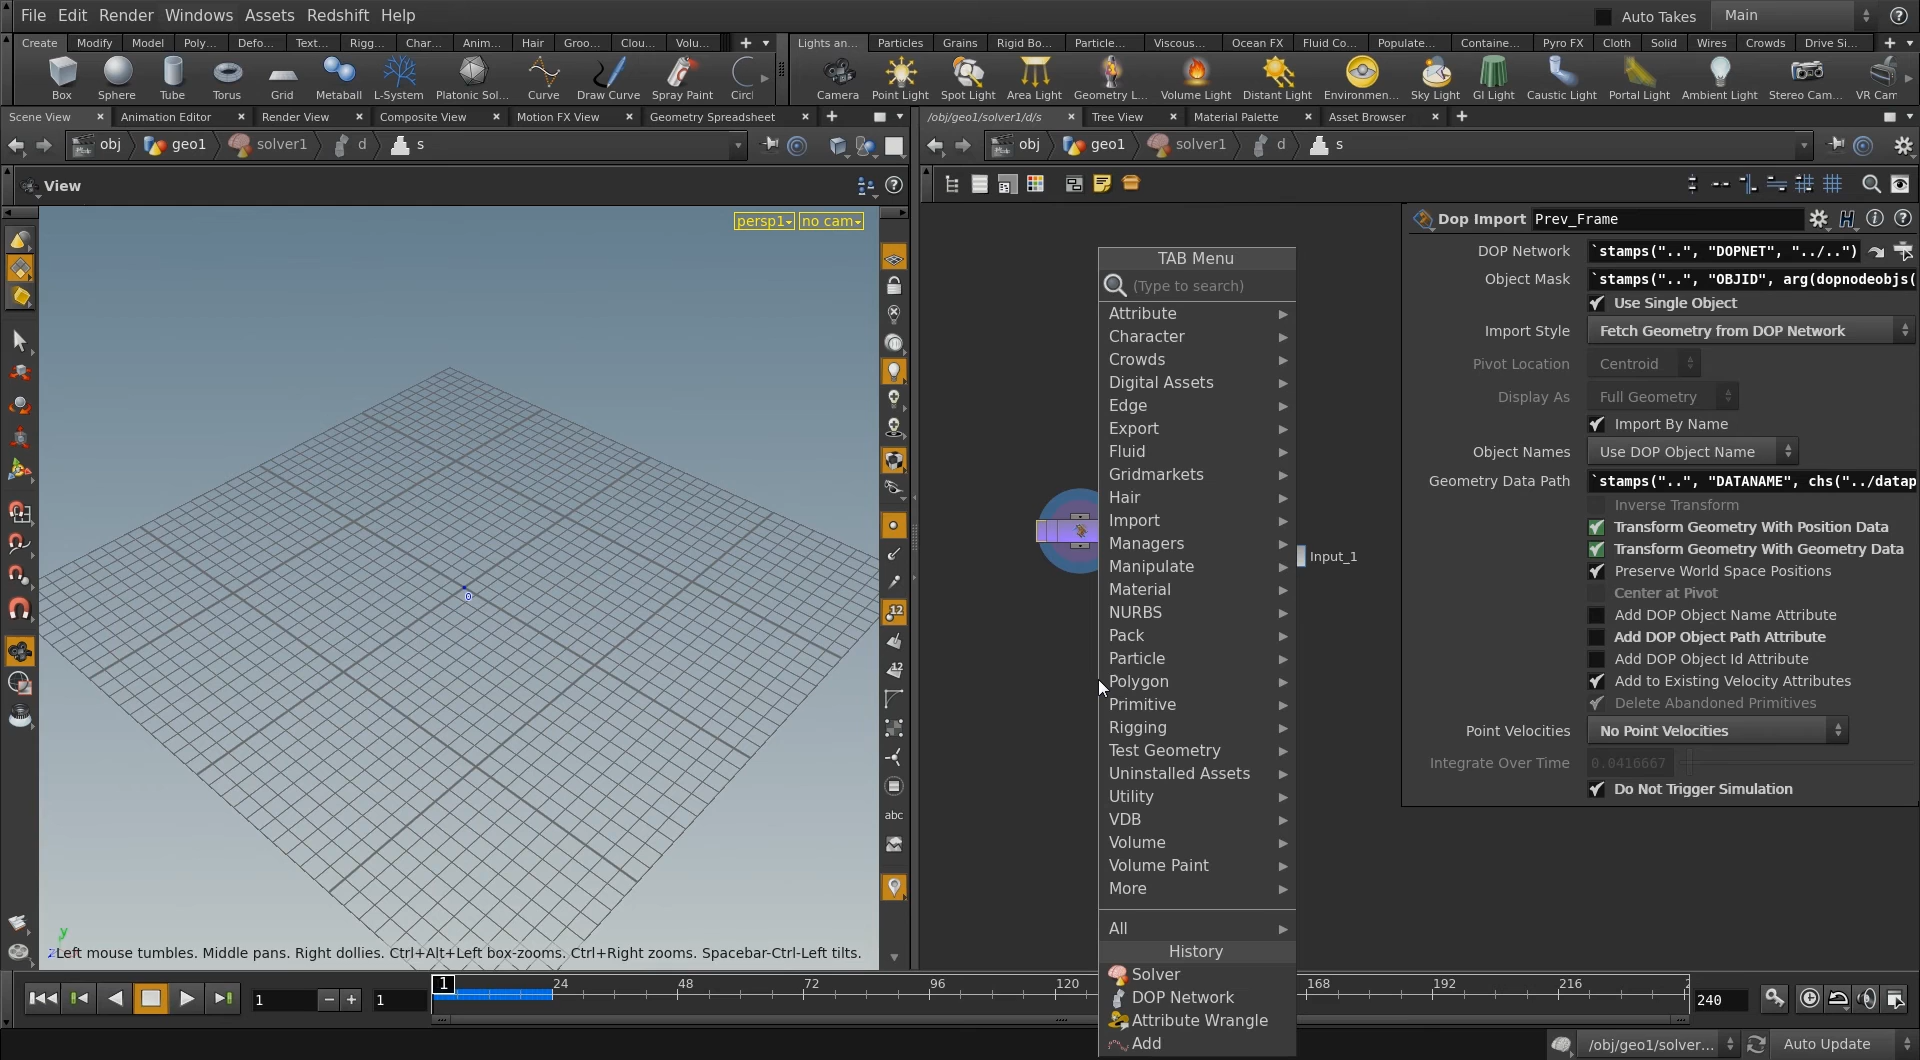 File Edit Render Windows Assets Redshift Help
Auto Takes Main
Create Modify Model Poly... Defo... Text... Rigg... Char... Anim... Hair Groo... Clou... Volu...
Lights an... Particles Grains Rigid Bo... Particle... Viscous... Ocean FX Fluid Co... Populate... Containe... Pyro FX Cloth Solid Wires Crowds Drive Si...
Box Sphere Tube Torus Grid Metaball L-System Platonic Sol... Curve Draw Curve Spray Paint Circl
Camera Point Light Spot Light Area Light Geometry L... Volume Light Distant Light Environmen... Sky Light GI Light Caustic Light Portal Light Ambient Light Stereo Cam... VR Cam
Scene View Animation Editor Render View Composite View Motion FX View Geometry Spreadsheet
/obj/geo1/solver1/d/s Tree View Material Palette Asset Browser
obj geo1 solver1 d s
obj geo1 solver1 d s
View
persp1 no cam
0
12
12
abc
y
z
Left mouse tumbles. Middle pans. Right dollies. Ctrl+Alt+Left box-zooms. Ctrl+Right zooms. Spacebar-Ctrl-Left tilts.
TAB Menu
(Type to search)
Attribute
Character
Crowds
Digital Assets
Edge
Export
Fluid
Gridmarkets
Hair
Import
Managers
Manipulate
Material
NURBS
Pack
Particle
Polygon
Primitive
Rigging
Test Geometry
Uninstalled Assets
Utility
VDB
Volume
Volume Paint
More
All
History
Solver
DOP Network
Attribute Wrangle
Add
Input_1
Dop Import Prev_Frame
DOP Network `stamps("..", "DOPNET", "../..")
Object Mask `stamps("..", "OBJID", arg(dopnodeobjs(
Use Single Object
Import Style Fetch Geometry from DOP Network
Pivot Location Centroid
Display As Full Geometry
Import By Name
Object Names Use DOP Object Name
Geometry Data Path `stamps("..", "DATANAME", chs("../datap
Inverse Transform
Transform Geometry With Position Data
Transform Geometry With Geometry Data
Preserve World Space Positions
Center at Pivot
Add DOP Object Name Attribute
Add DOP Object Path Attribute
Add DOP Object Id Attribute
Add to Existing Velocity Attributes
Delete Abandoned Primitives
Point Velocities No Point Velocities
Integrate Over Time 0.0416667
Do Not Trigger Simulation
1 1 1 24 48 72 96 120 168 192 216 2 240
/obj/geo1/solver... Auto Update